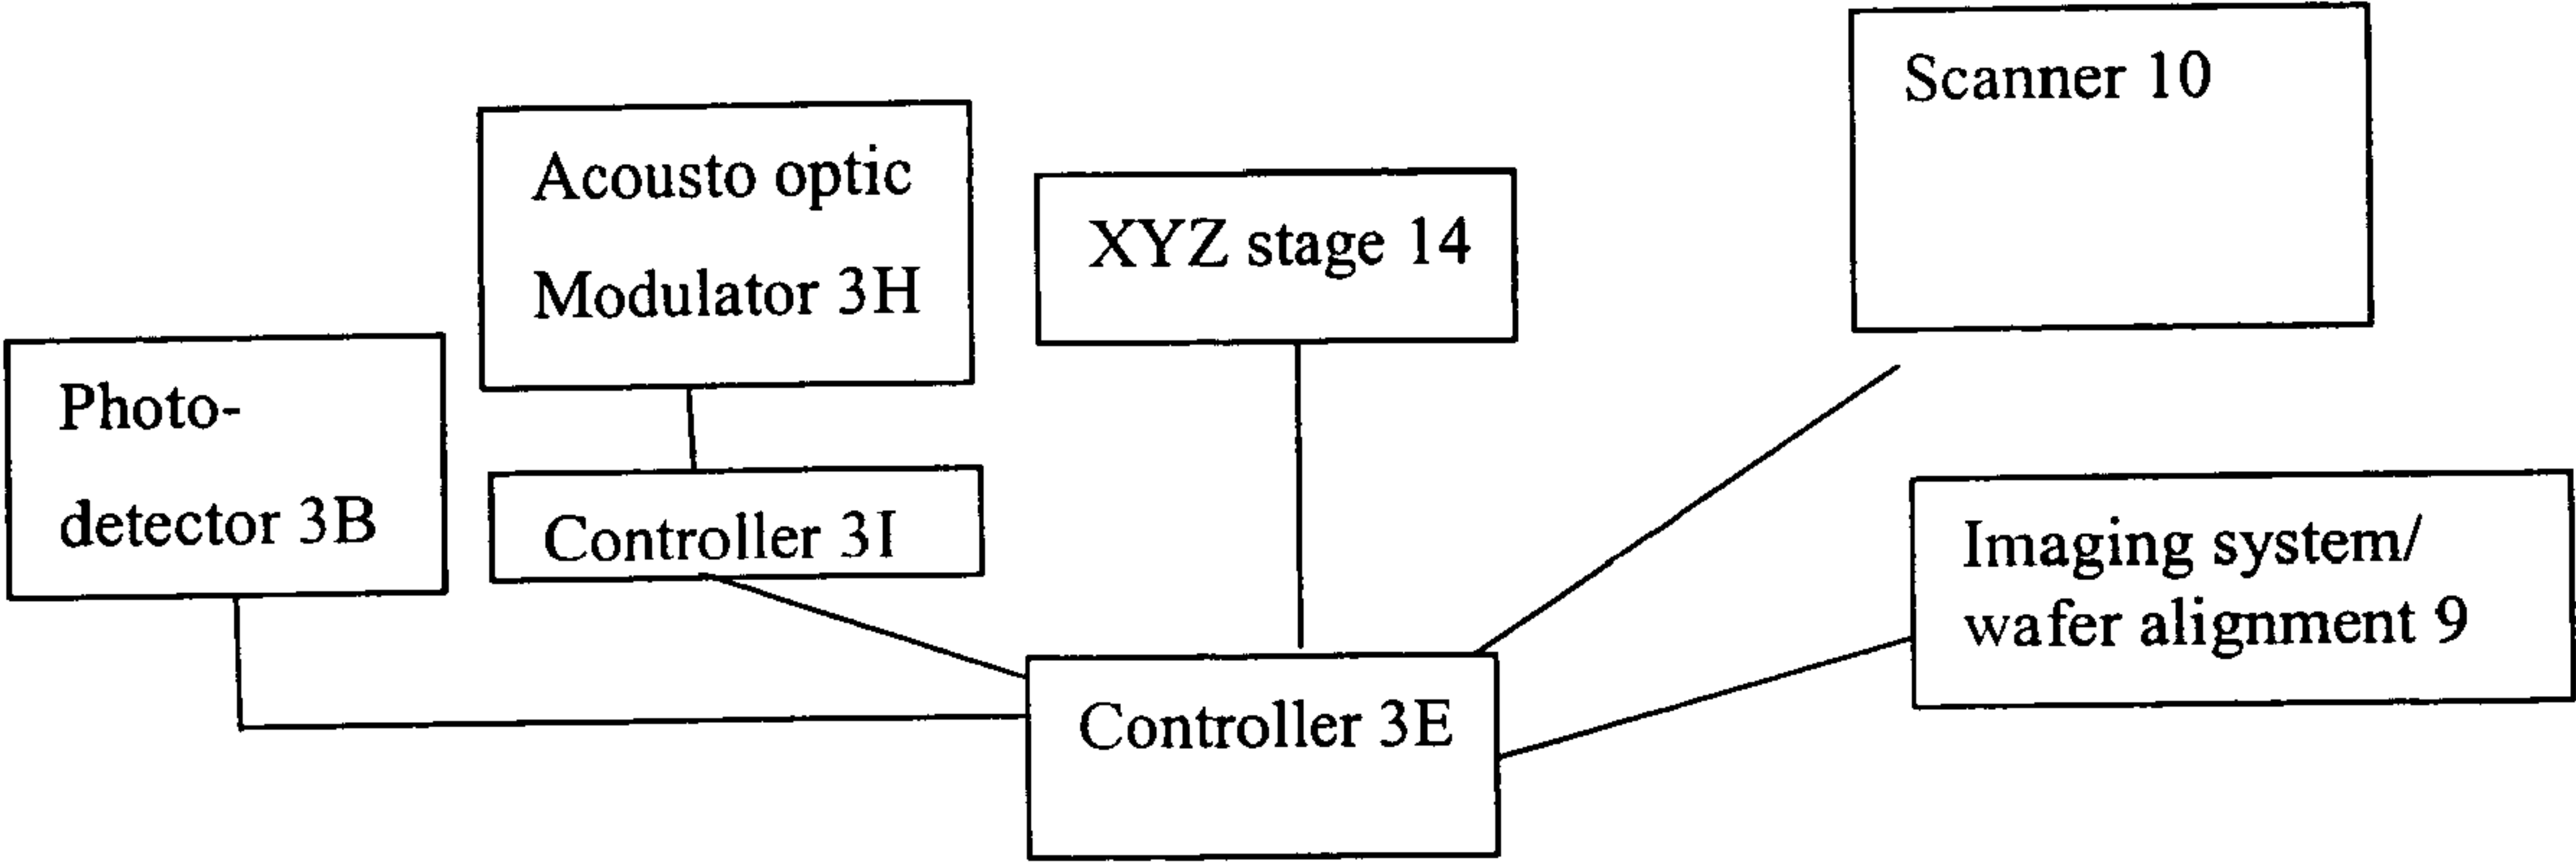 Scanner 10
Acousto optic
Modulator 3H
XYZ stage 14
Photo-
detector 3B
Controller 3I
Imaging system/
wafer alignment 9
Controller 3E